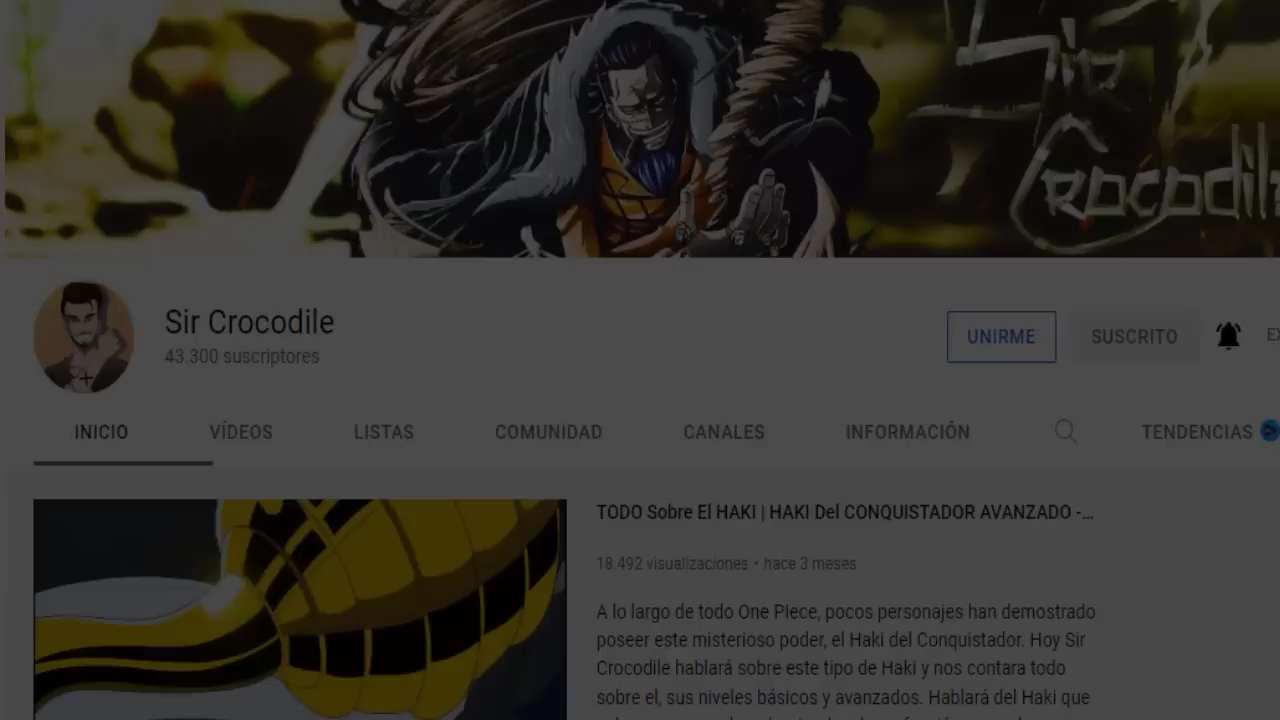 Sir
Crocodile
Sir Crocodile
43.300 suscriptores
UNIRME
SUSCRITO
INICIO
VÍDEOS
LISTAS
COMUNIDAD
CANALES
INFORMACIÓN
TENDENCIAS
TODO Sobre El HAKI | HAKI Del CONQUISTADOR AVANZADO -...
18.492 visualizaciones • hace 3 meses
A lo largo de todo One PIece, pocos personajes han demostrado
poseer este misterioso poder, el Haki del Conquistador. Hoy Sir
Crocodile hablará sobre este tipo de Haki y nos contara todo
sobre el, sus niveles básicos y avanzados. Hablará del Haki que